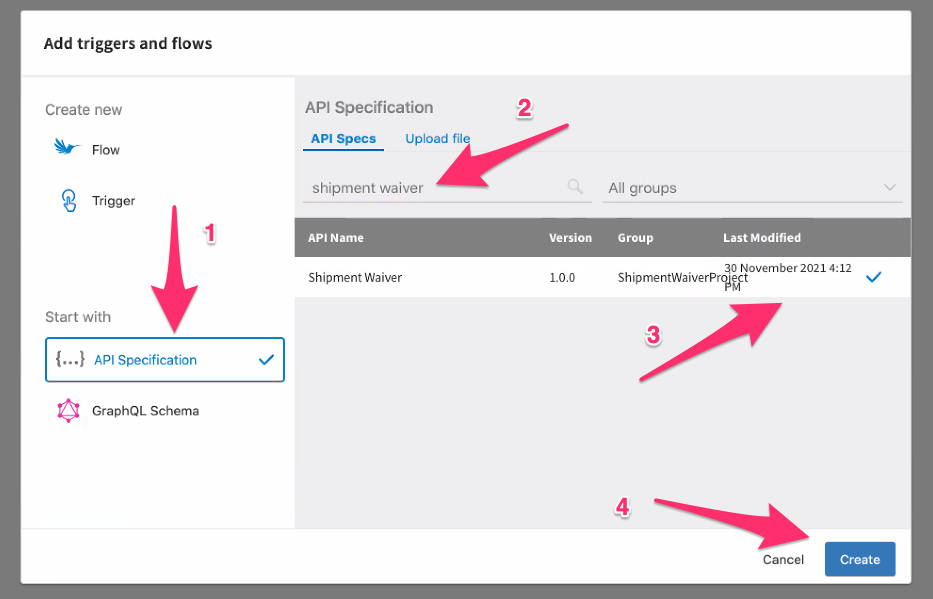 Add triggers and flows
Create new
Flow
Trigger
1
Start with
{...} API Specification
GraphQL Schema
API Specification
2
API Specs Upload file
shipment waiver All groups
API Name Version Group Last Modified
Shipment Waiver 1.0.0 ShipmentWaiverProject 30 November 2021 4:12
PM
3
4
Cancel Create